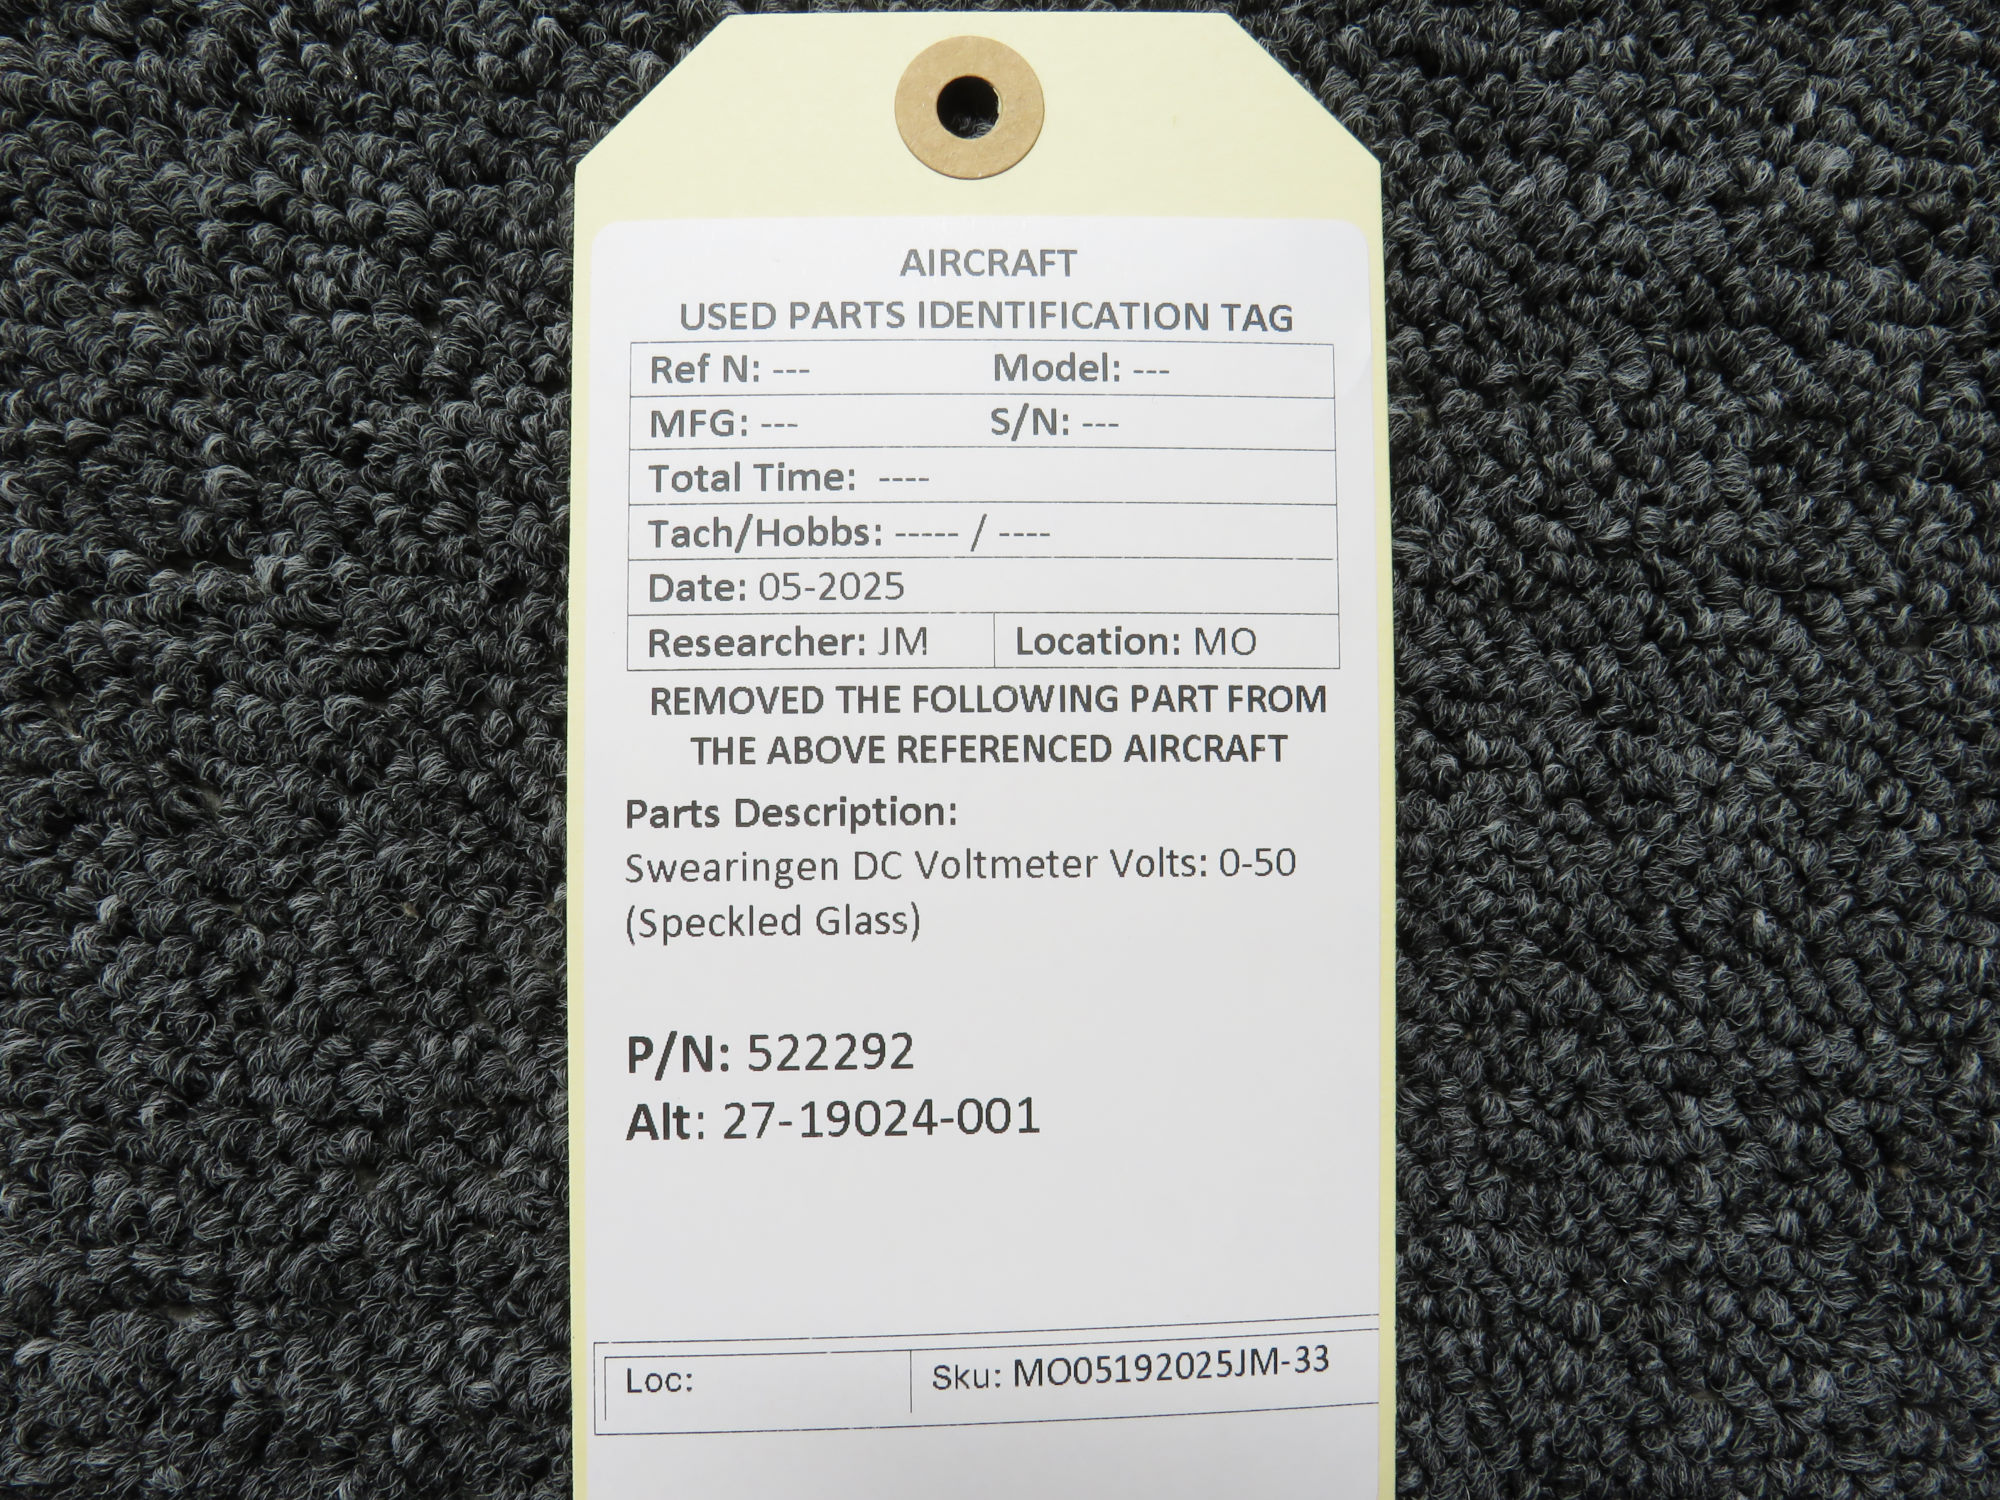 AIRCRAFT
USED PARTS IDENTIFICATION TAG
Ref N: --- Model: ---
MFG: --- S/N: ---
Total Time: ----
Tach/Hobbs: ----- / ----
Date: 05-2025
Researcher: JM Location: MO
REMOVED THE FOLLOWING PART FROM
THE ABOVE REFERENCED AIRCRAFT
Parts Description:
Swearingen DC Voltmeter Volts: 0-50
(Speckled Glass)
P/N: 522292
Alt: 27-19024-001
Loc: Sku: MO05192025JM-33